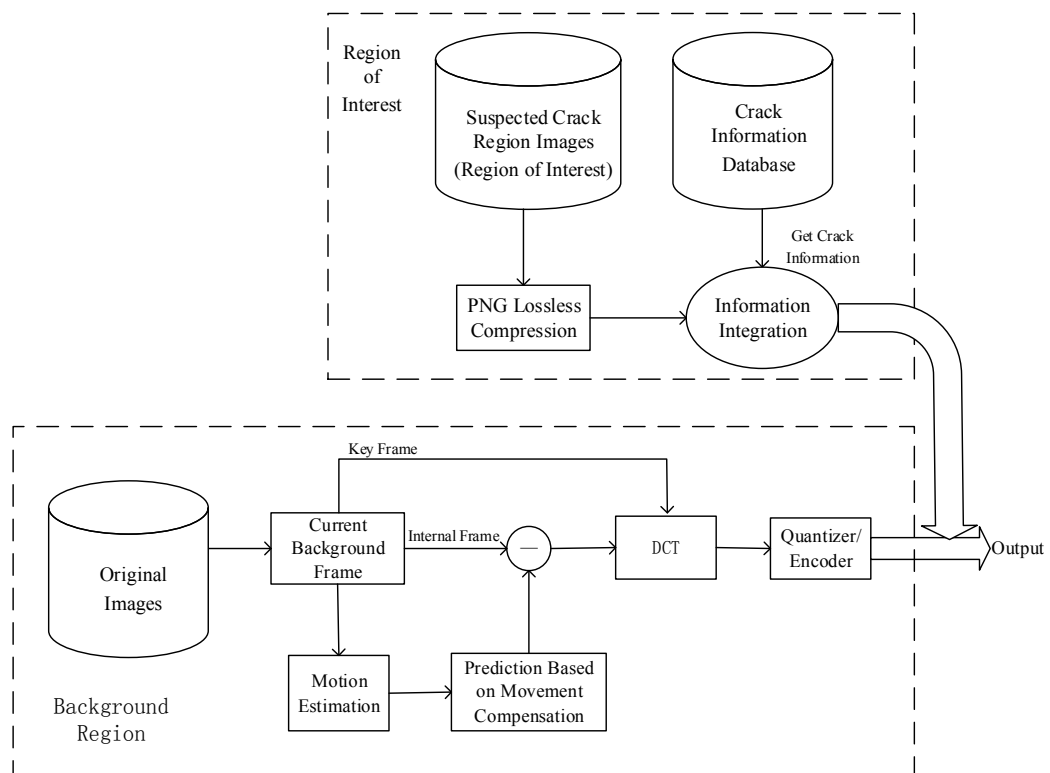 Region
of
Interest
Suspected Crack
Region Images
(Region of Interest)
Crack
Information
Database
Get Crack
Information
PNG Lossless
Compression
Information
Integration
Key Frame
Original
Images
Current
Background
Frame
Internal Frame
—
DCT
Quantizer/
Encoder
Output
Motion
Estimation
Prediction Based
on Movement
Compensation
Background
Region